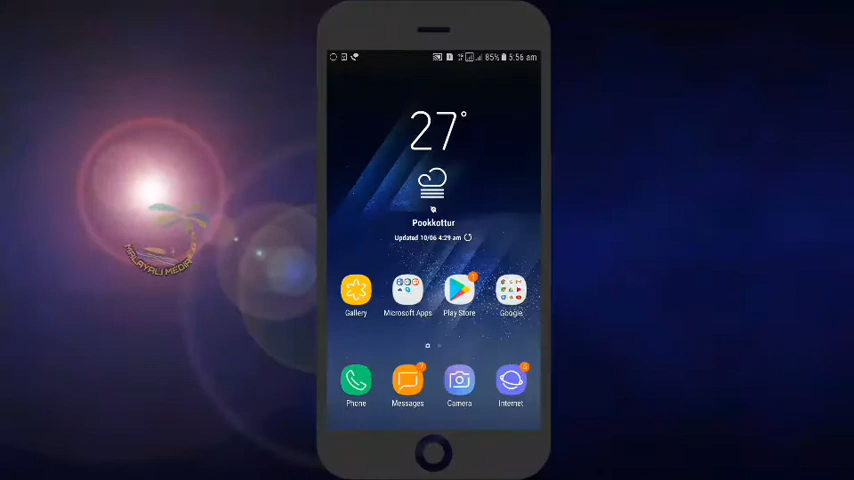 85% 5:56 am
27°
Pookkottur
Updated 10/06 4:29 am
Gallery
Microsoft Apps
Play Store
Google
Phone
Messages
Camera
Internet
MALAYALI MEDIA